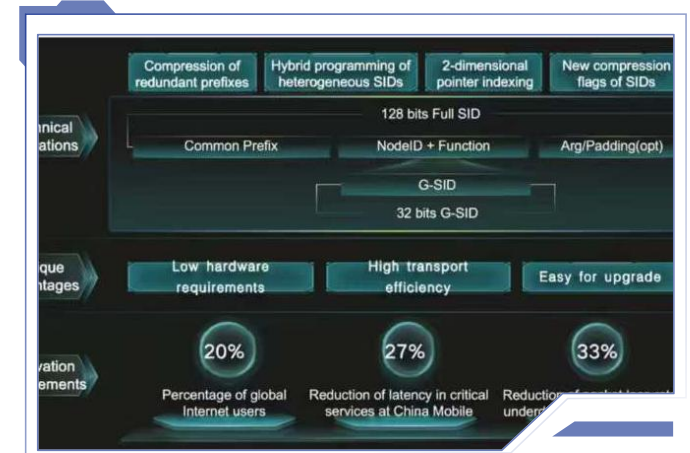 Compression of
redundant prefixes
Hybrid programming of
heterogeneous SIDs
2-dimensional
pointer indexing
New compression
flags of SIDs
128 bits Full SID
nical
ations
Common Prefix
NodeID + Function
Arg/Padding(opt)
G-SID
32 bits G-SID
que
ntages
Low hardware
requirements
High transport
efficiency
Easy for upgrade
20%
27%
33%
vation
ements
Percentage of global
Internet users
Reduction of latency in critical
services at China Mobile